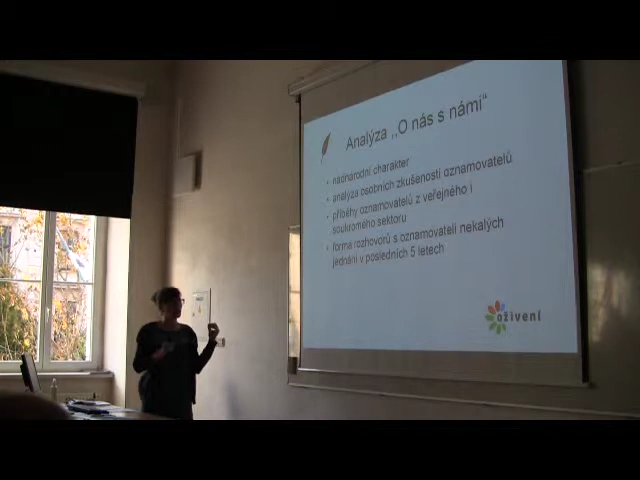 Analýza ,,O nás s námi“
• nadnárodní charakter
• analýza osobních zkušeností oznamovatelů
• příběhy oznamovatelů z veřejného i
soukromého sektoru
• forma rozhovorů s oznamovateli nekalých
jednání v posledních 5 letech
oživení